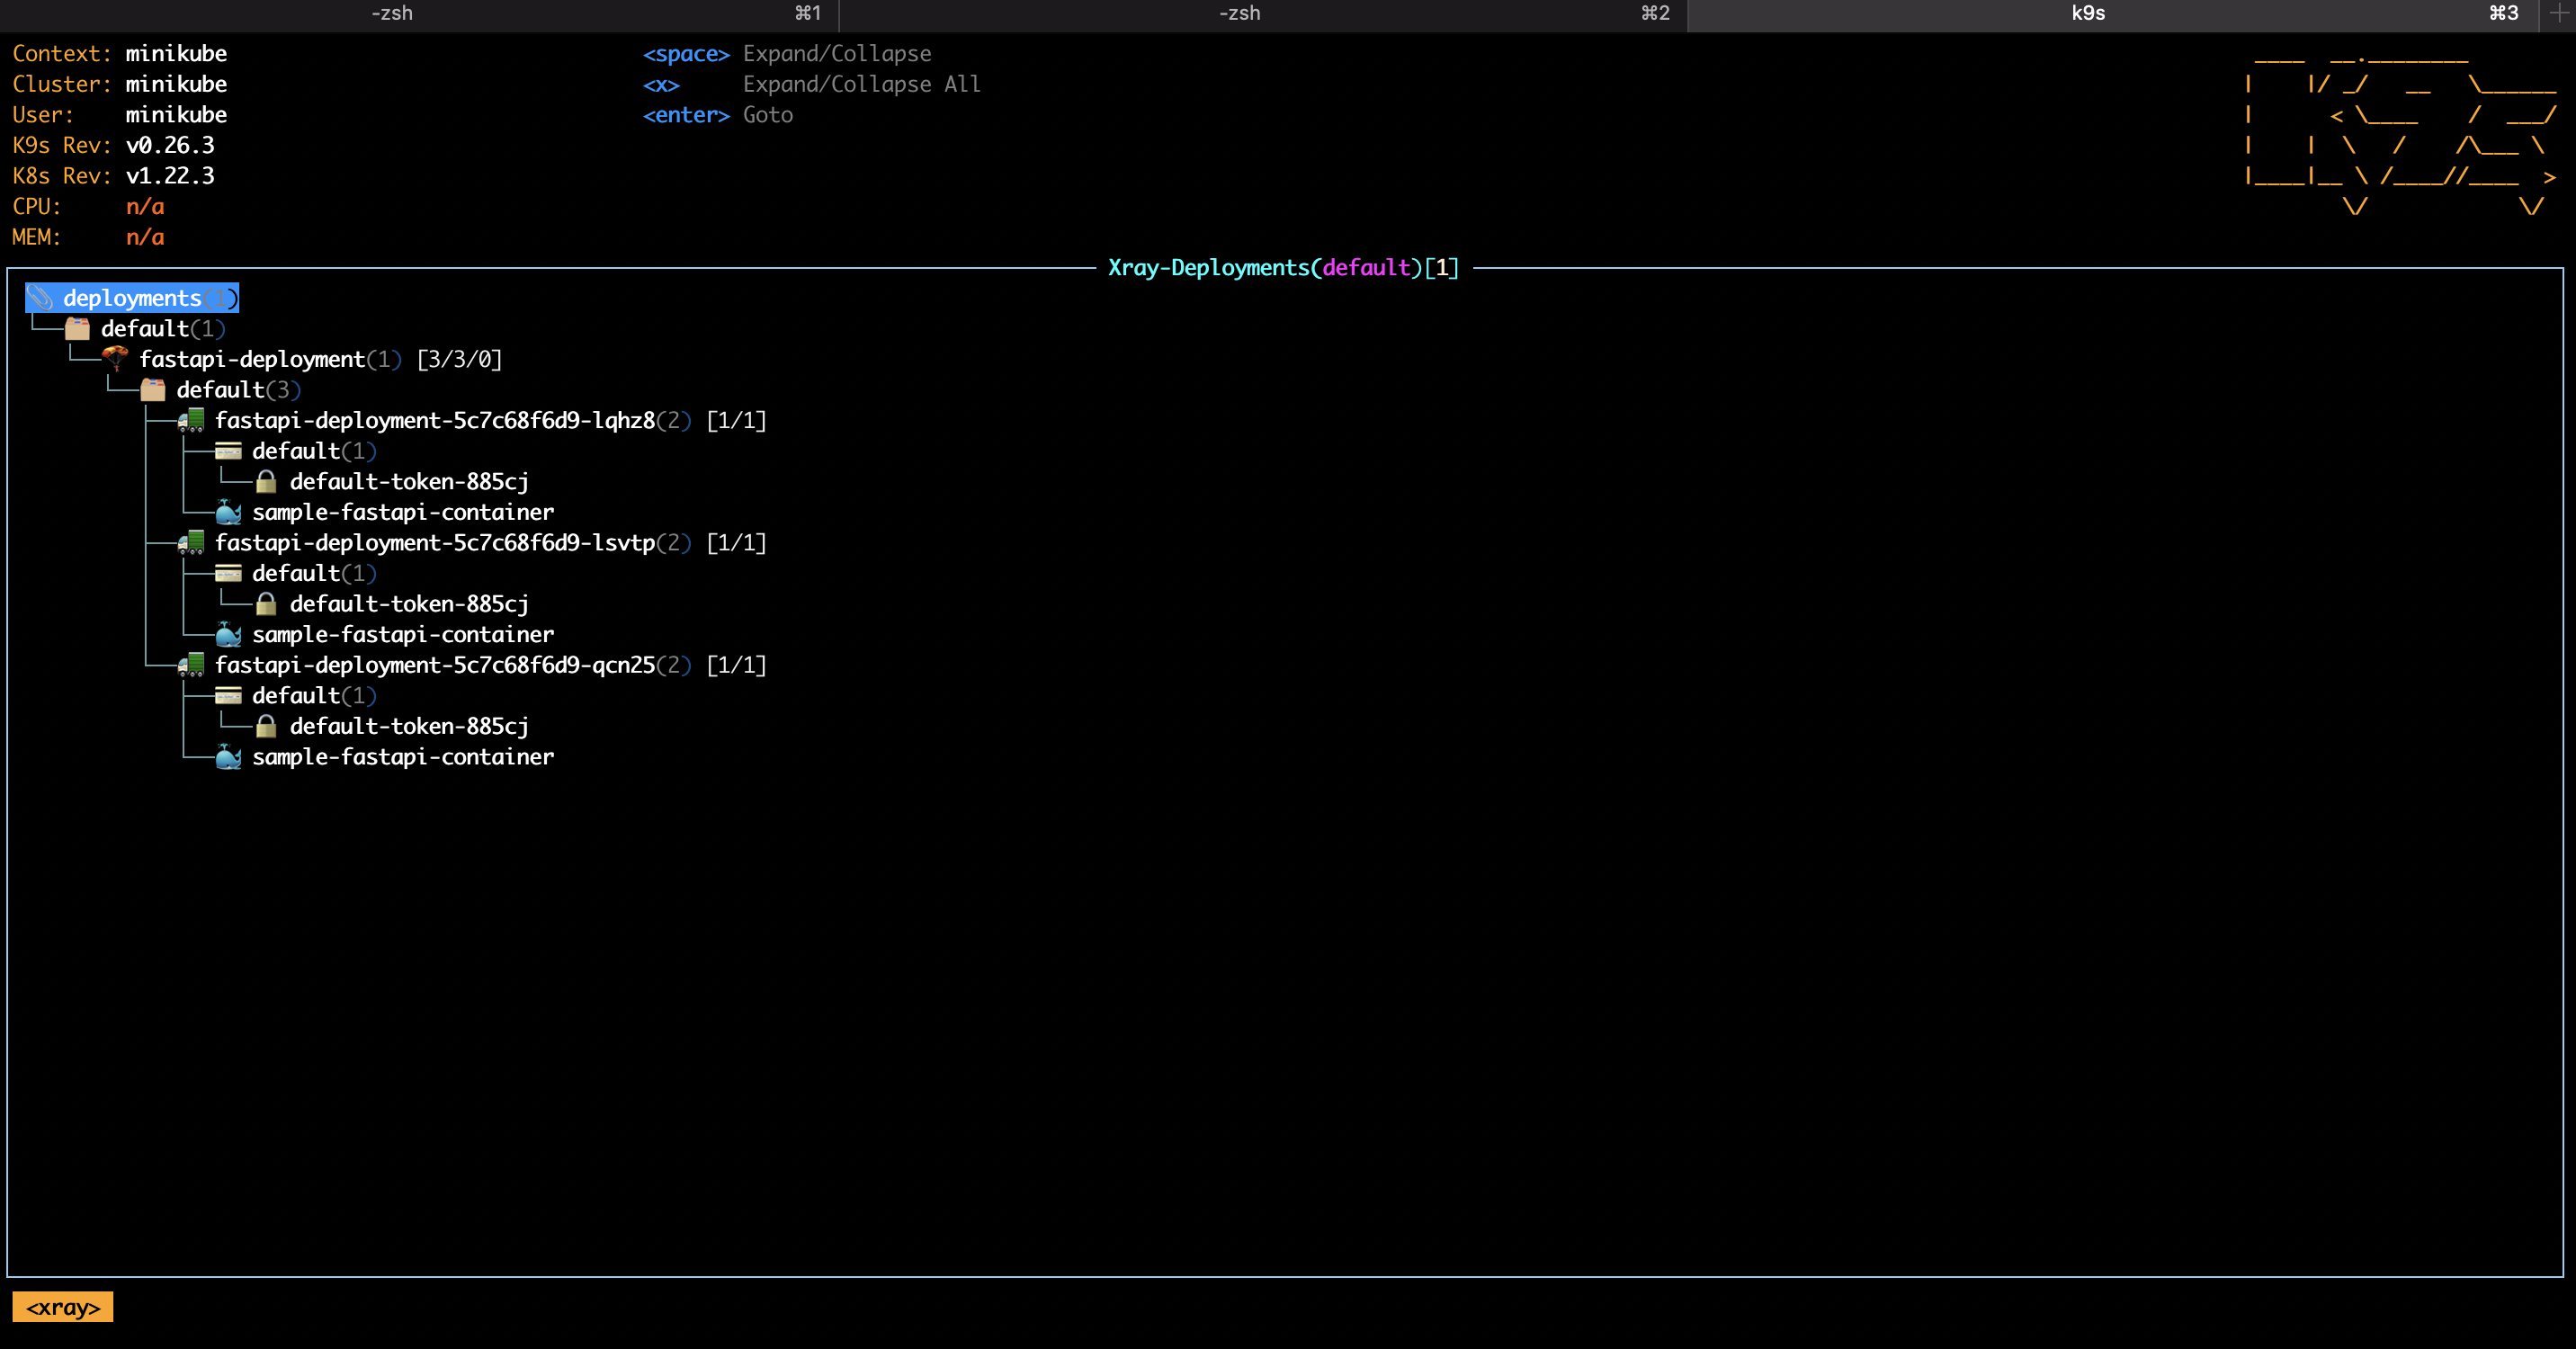 -zsh ⌘1 -zsh ⌘2 k9s ⌘3
Context: minikube <space> Expand/Collapse
Cluster: minikube <x> Expand/Collapse All
User: minikube <enter> Goto
K9s Rev: v0.26.3
K8s Rev: v1.22.3
CPU: n/a
MEM: n/a
Xray-Deployments(default)[1]
deployments(1)
default(1)
fastapi-deployment(1) [3/3/0]
default(3)
fastapi-deployment-5c7c68f6d9-lqhz8(2) [1/1]
default(1)
default-token-885cj
sample-fastapi-container
fastapi-deployment-5c7c68f6d9-lsvtp(2) [1/1]
default(1)
default-token-885cj
sample-fastapi-container
fastapi-deployment-5c7c68f6d9-qcn25(2) [1/1]
default(1)
default-token-885cj
sample-fastapi-container
<xray>